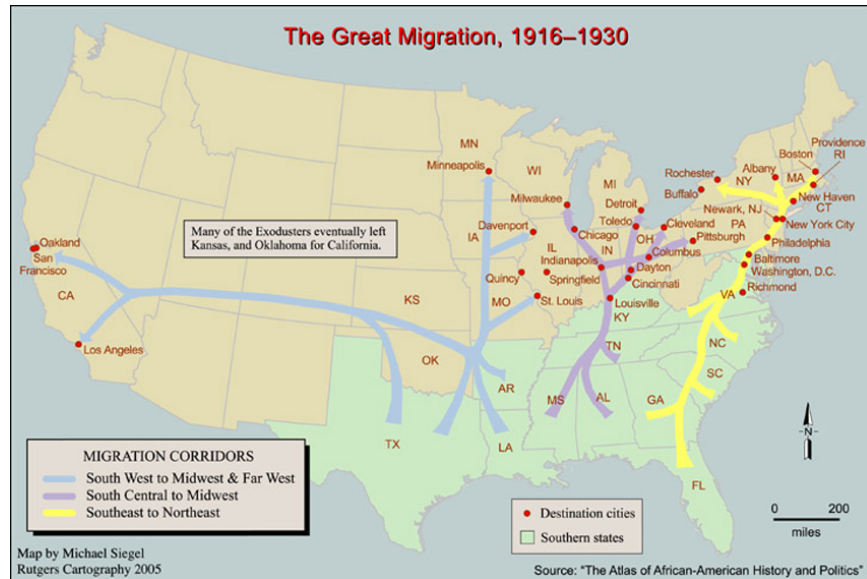 The Great Migration, 1916–1930
MN
Minneapolis
WI
MI
Milwaukee
Detroit
Toledo
Rochester
Buffalo
Albany
NY
Boston
MA
Providence
RI
New Haven
CT
Newark, NJ
New York City
PA
Philadelphia
Cleveland
Pittsburgh
OH
Columbus
Davenport
Chicago
IA
IL
IN
Indianapolis
Dayton
Cincinnati
Quincy
Springfield
Baltimore
Washington, D.C.
Richmond
VA
Many of the Exodusters eventually left
Kansas, and Oklahoma for California.
Oakland
San
Francisco
CA
Los Angeles
KS
MO
St. Louis
Louisville
KY
OK
AR
TN
NC
SC
MS
AL
GA
TX
LA
FL
N
MIGRATION CORRIDORS
South West to Midwest & Far West
South Central to Midwest
Southeast to Northeast
Destination cities
Southern states
0 200
miles
Map by Michael Siegel
Rutgers Cartography 2005
Source: "The Atlas of African-American History and Politics"